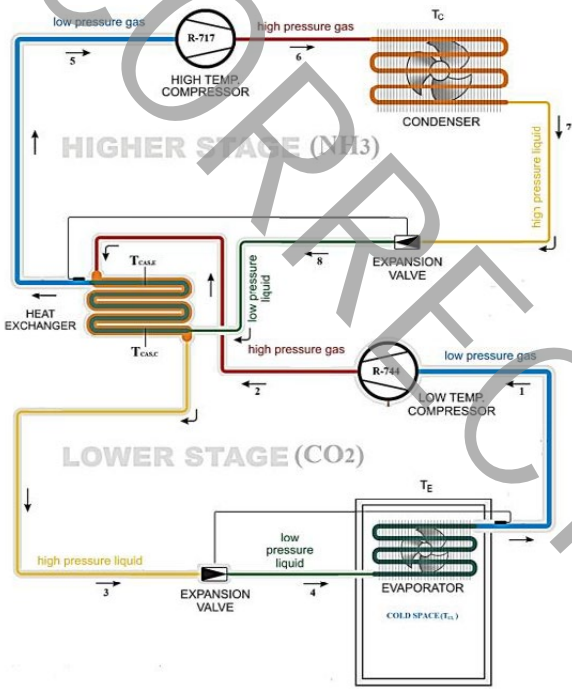 T_C
low pressure gas
high pressure gas
R-717
5
6
HIGH TEMP.
COMPRESSOR
CONDENSER
7
HIGHER STAGE (NH3)
high pressure liquid
T_CAS,E
8
EXPANSION
VALVE
low pressure
liquid
HEAT
EXCHANGER
T_CAS,C
high pressure gas
low pressure gas
R-744
2
1
LOW TEMP.
COMPRESSOR
LOWER STAGE (CO2)
T_E
low
pressure
liquid
high pressure liquid
3
4
EXPANSION
VALVE
EVAPORATOR
COLD SPACE (T_CL)
CORREC